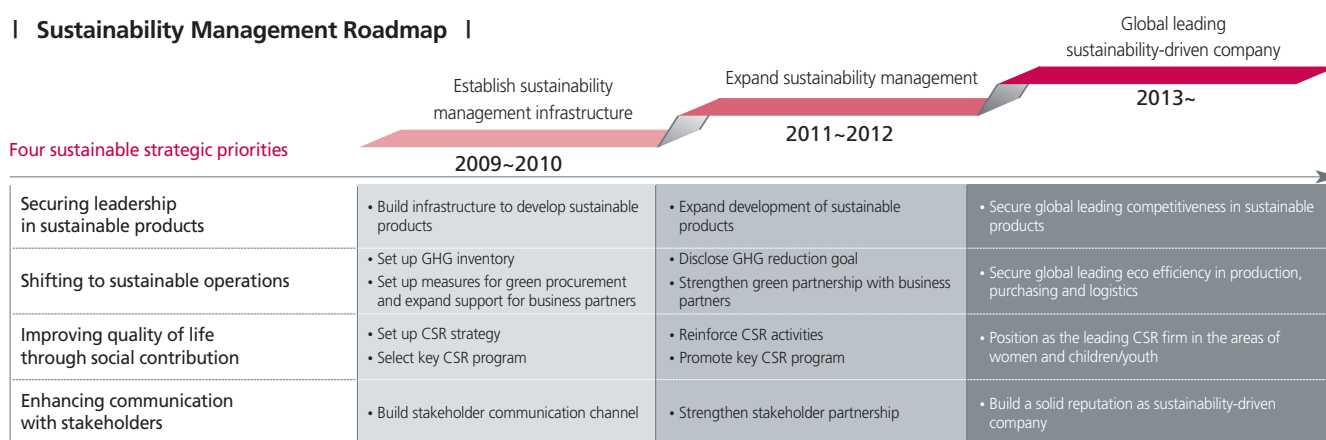 | Sustainability Management Roadmap |
Global leading
sustainability-driven company
Establish sustainability
management infrastructure
Expand sustainability management
2013~
2011~2012
2009~2010
Four sustainable strategic priorities
Securing leadership
in sustainable products
• Build infrastructure to develop sustainable
products
• Expand development of sustainable
products
• Secure global leading competitiveness in sustainable
products
Shifting to sustainable operations
• Set up GHG inventory
• Set up measures for green procurement
and expand support for business partners
• Disclose GHG reduction goal
• Strengthen green partnership with business
partners
• Secure global leading eco efficiency in production,
purchasing and logistics
Improving quality of life
through social contribution
• Set up CSR strategy
• Select key CSR program
• Reinforce CSR activities
• Promote key CSR program
• Position as the leading CSR firm in the areas of
women and children/youth
Enhancing communication
with stakeholders
• Build stakeholder communication channel
• Strengthen stakeholder partnership
• Build a solid reputation as sustainability-driven
company